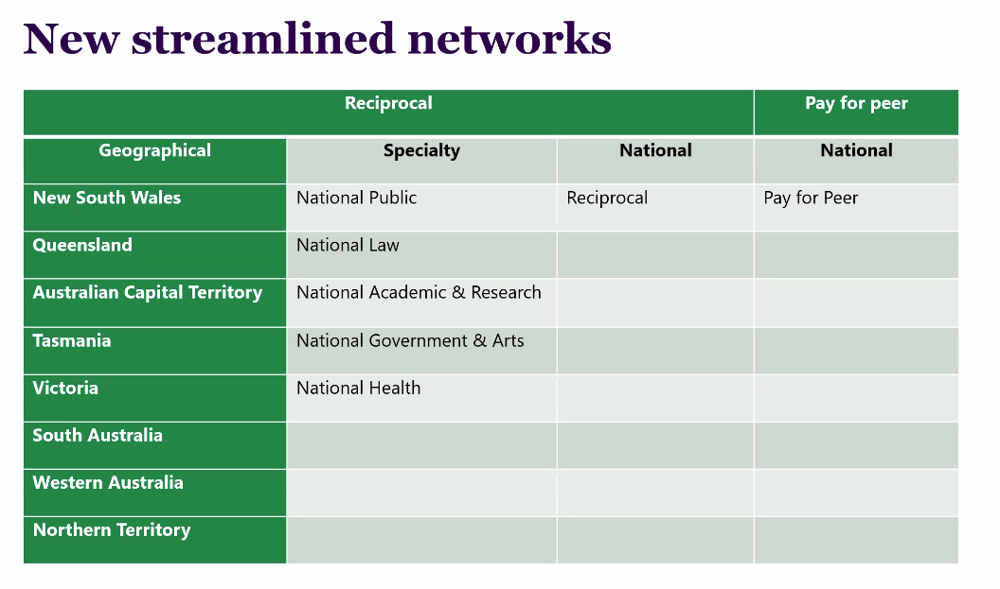 New streamlined networks
Reciprocal Pay for peer
Geographical Specialty National National
New South Wales National Public Reciprocal Pay for Peer
Queensland National Law
Australian Capital Territory National Academic & Research
Tasmania National Government & Arts
Victoria National Health
South Australia
Western Australia
Northern Territory